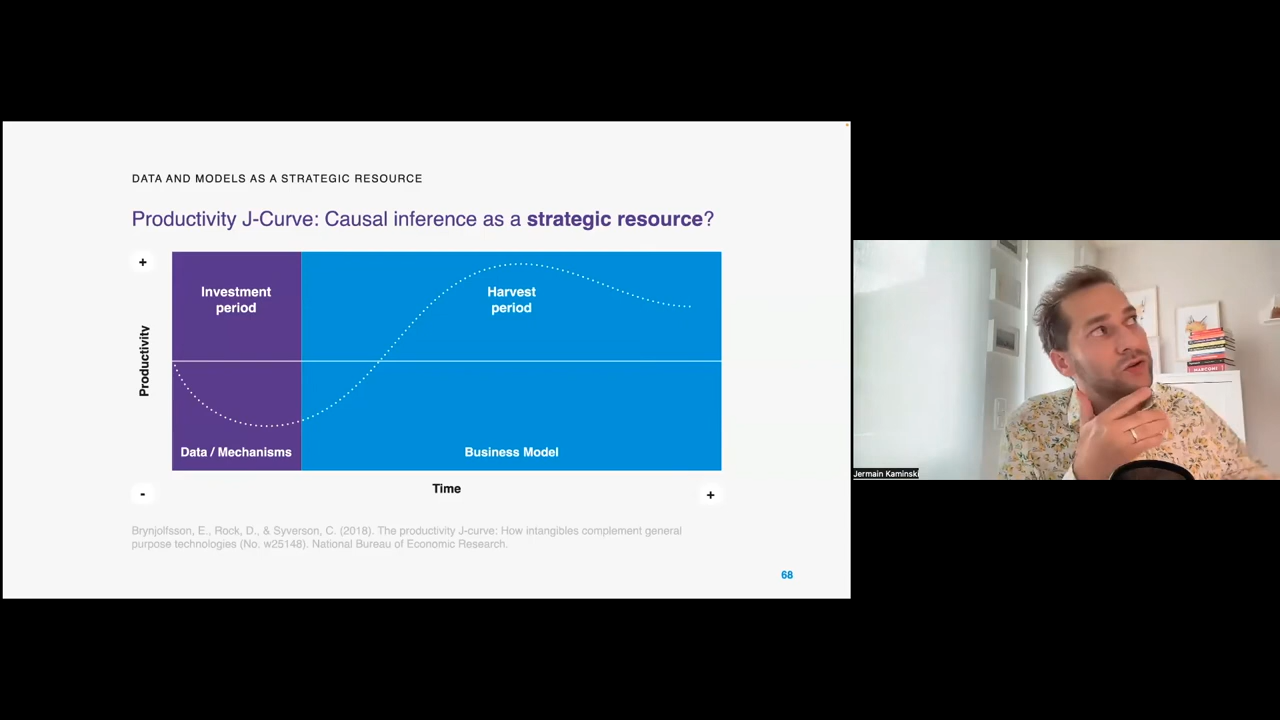 DATA AND MODELS AS A STRATEGIC RESOURCE
Productivity J-Curve: Causal inference as a strategic resource?
+
Investment
period
Harvest
period
Productivity
Data / Mechanisms
Business Model
-
Time
+
Brynjolfsson, E., Rock, D., & Syverson, C. (2018). The productivity J-curve: How intangibles complement general
purpose technologies (No. w25148). National Bureau of Economic Research.
68
MARCONI
Jermain Kaminski